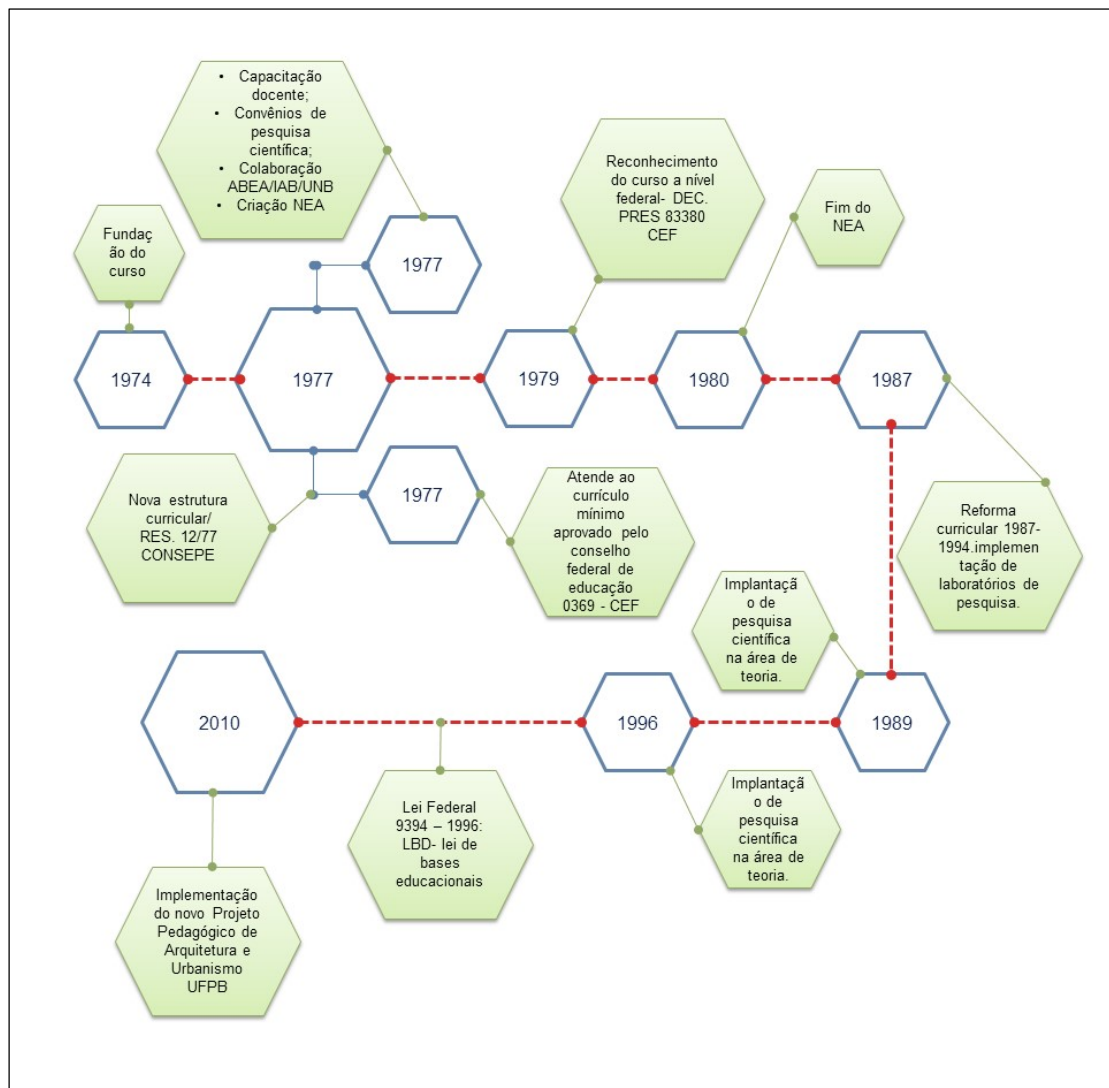 • Capacitação
docente;
• Convênios de
pesquisa
científica;
• Colaboração
ABEA/IAB/UNB
• Criação NEA
Reconhecimento
do curso a nível
federal- DEC.
PRES 83380
CEF
Fim do
NEA
Fundaç
ão do
curso
1977
1974
1977
1979
1980
1987
Nova estrutura
curricular/
RES. 12/77
CONSEPE
1977
Atende ao
currículo
mínimo
aprovado pelo
conselho
federal de
educação
0369 - CEF
Reforma
curricular 1987-
1994.implemen
tação de
laboratórios de
pesquisa.
Implantaçã
o de
pesquisa
científica
na área de
teoria.
2010
1996
1989
Lei Federal
9394 – 1996:
LBD- lei de
bases
educacionais
Implantaçã
o de
pesquisa
científica
na área de
teoria.
Implementação
do novo Projeto
Pedagógico de
Arquitetura e
Urbanismo
UFPB